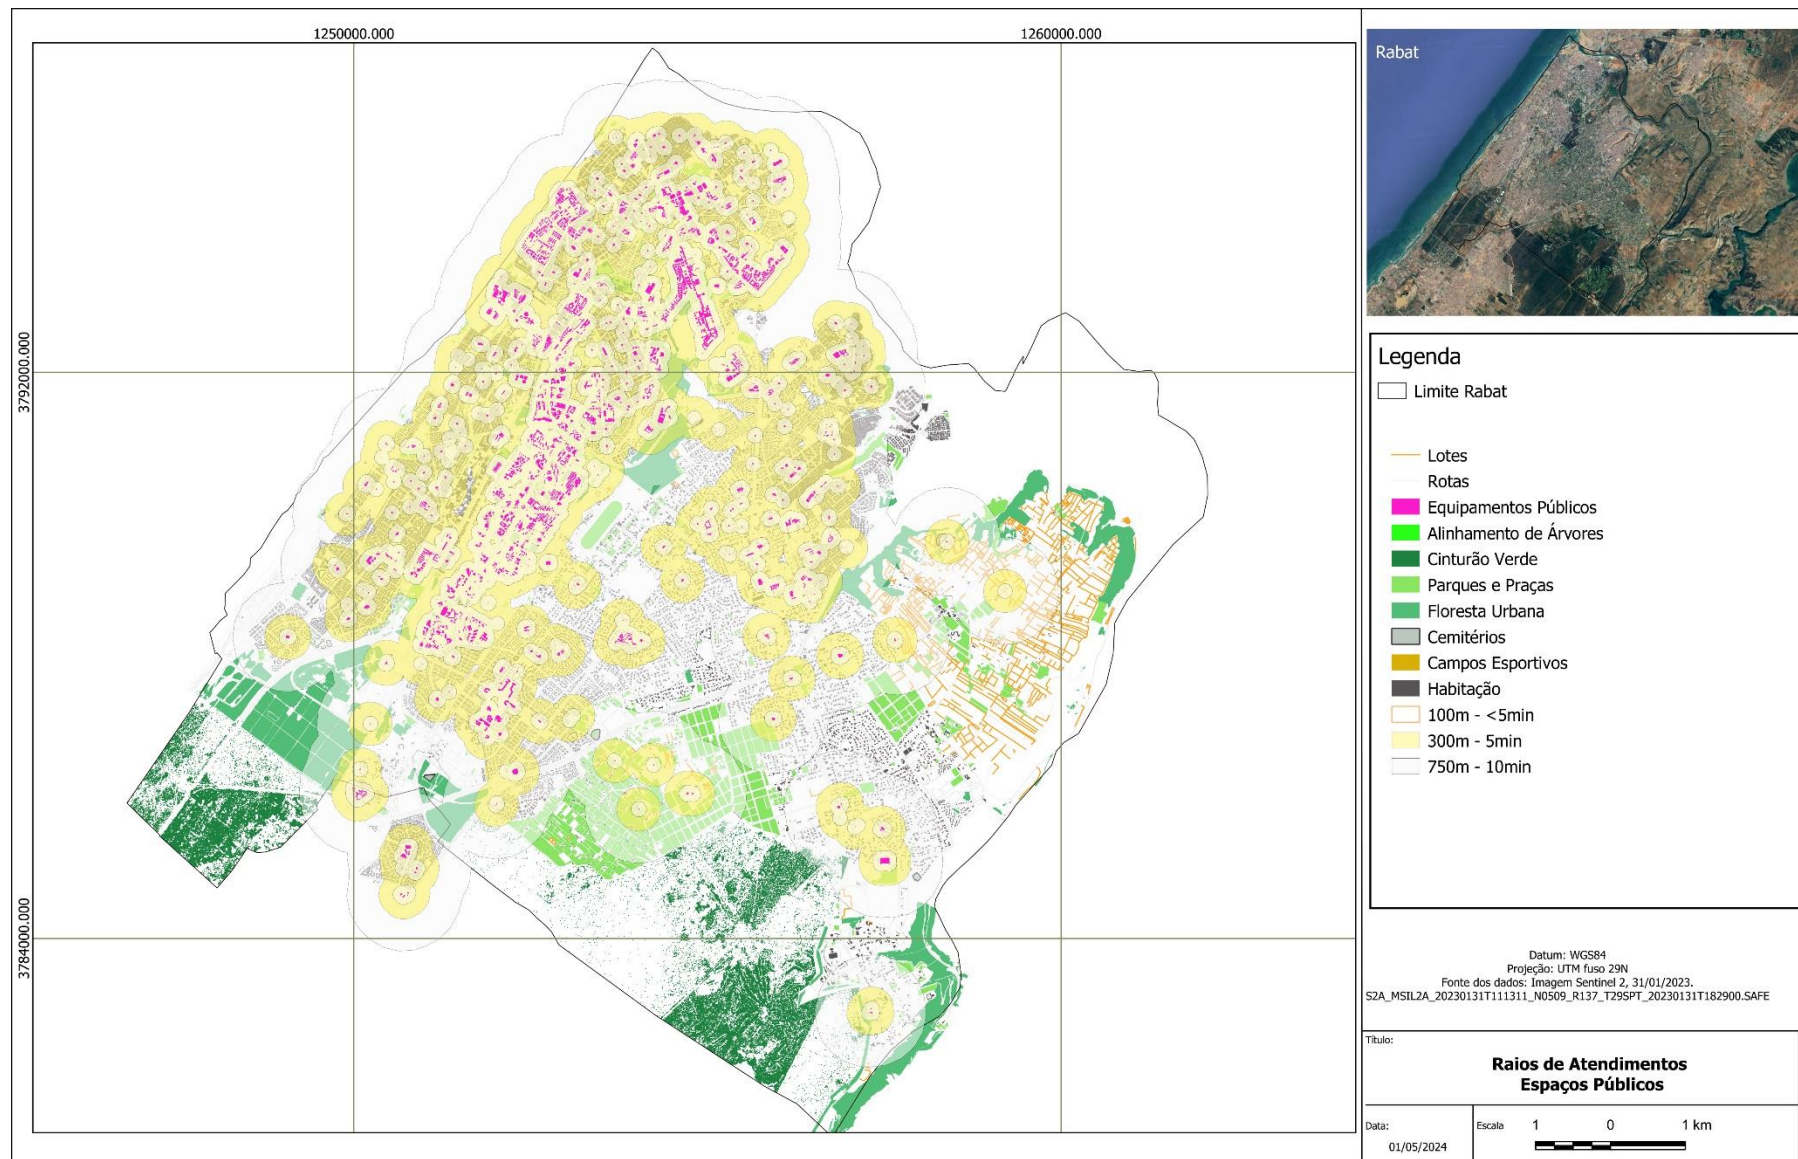 1250000.000
1260000.000
3792000.000
3784000.000
Rabat
Legenda
Limite Rabat
Lotes
Rotas
Equipamentos Públicos
Alinhamento de Árvores
Cinturão Verde
Parques e Praças
Floresta Urbana
Cemitérios
Campos Esportivos
Habitação
100m - <5min
300m - 5min
750m - 10min
Datum: WGS84
Projeção: UTM fuso 29N
Fonte dos dados: Imagem Sentinel 2, 31/01/2023.
S2A_MSIL2A_20230131T111311_N0509_R137_T29SPT_20230131T182900.SAFE
Título:
Raios de Atendimentos
Espaços Públicos
Data:
01/05/2024
Escala
1 0 1 km